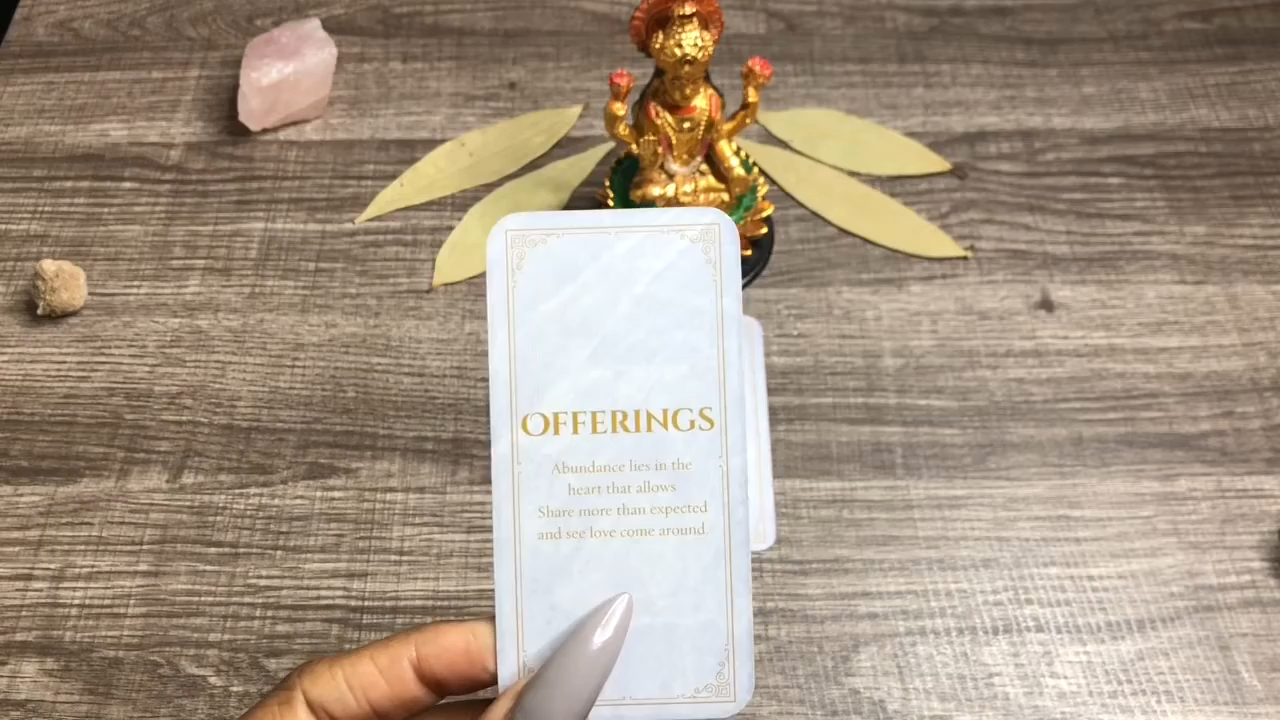 OFFERINGS
Abundance lies in the
heart that allows
Share more than expected
and see love come around